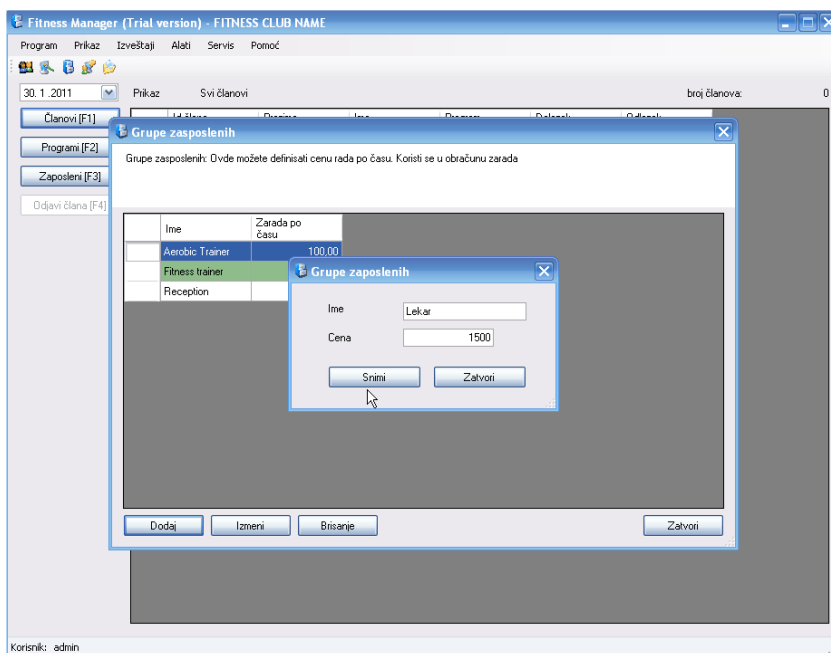 Fitness Manager (Trial version) - FITNESS CLUB NAME
Program Prikaz Izveštaji Alati Servis Pomoć
30. 1 .2011 Prikaz Svi članovi broj članova: 0
Članovi [F1]
Grupe zasposlenih
Programi [F2]
Grupe zasposlenih: Ovde možete definisati cenu rada po času. Koristi se u obračunu zarada
Zaposleni [F3]
Odjavi člana [F4]
Ime Zarada po času
Aerobic Trainer 100,00
Fitness trainer
Reception
Grupe zaposlenih
Ime Lekar
Cena 1500
Snimi Zatvori
Dodaj Izmeni Brisanje Zatvori
Korisnik: admin